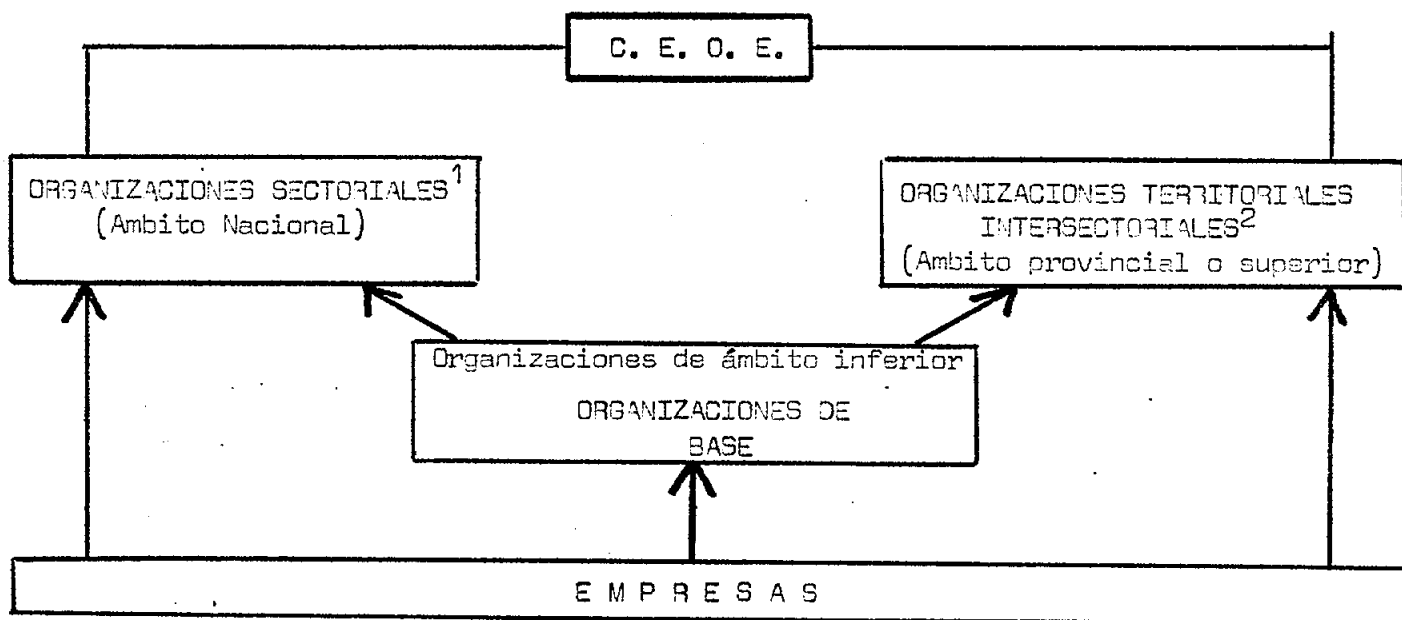 C. E. O. E.
ORGANIZACIONES SECTORIALES¹
(Ambito Nacional)
ORGANIZACIONES TERRITORIALES
INTERSECTORIALES²
(Ambito provincial o superior)
Organizaciones de ámbito inferior
ORGANIZACIONES DE
BASE
E M P R E S A S